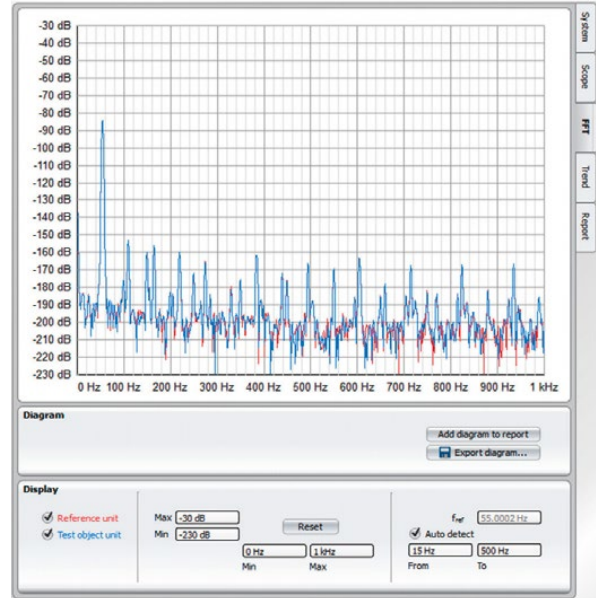 -30 dB
-40 dB
-50 dB
-60 dB
-70 dB
-80 dB
-90 dB
-100 dB
-110 dB
-120 dB
-130 dB
-140 dB
-150 dB
-160 dB
-170 dB
-180 dB
-190 dB
-200 dB
-210 dB
-220 dB
-230 dB
0 Hz 100 Hz 200 Hz 300 Hz 400 Hz 500 Hz 600 Hz 700 Hz 800 Hz 900 Hz 1 kHz
System
Scope
FFT
Trend
Report
Diagram
Add diagram to report
Export diagram...
Display
Reference unit
Test object unit
Max -30 dB
Min -230 dB
Reset
0 Hz 1 kHz
Min Max
fref 55.0002 Hz
Auto detect
15 Hz 500 Hz
From To